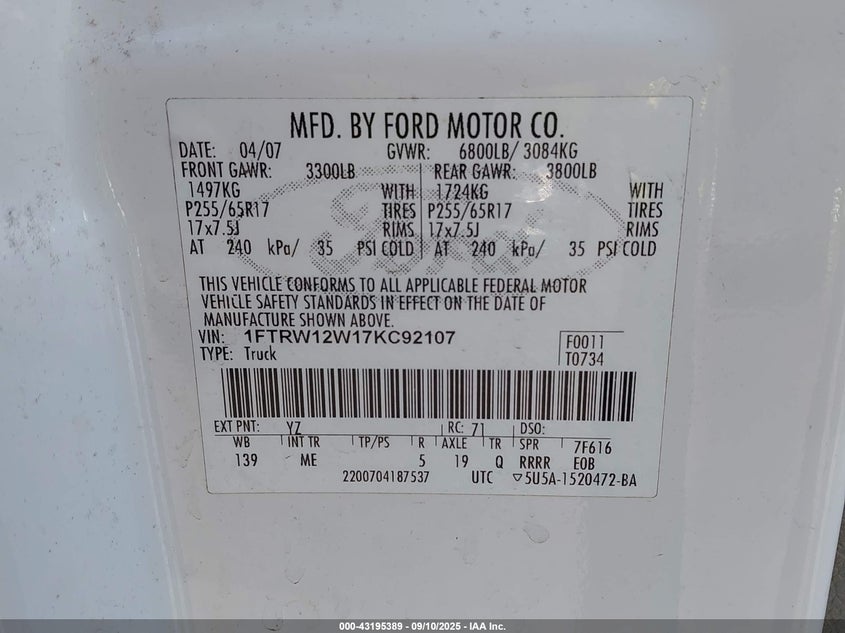 MFD. BY FORD MOTOR CO.
DATE: 04/07 GVWR: 6800LB/ 3084KG
FRONT GAWR: 3300LB REAR GAWR: 3800LB
1497KG WITH 1724KG WITH
P255/65R17 TIRES P255/65R17 TIRES
17x7.5J RIMS 17x7.5J RIMS
AT 240 kPa/ 35 PSI COLD AT 240 kPa/ 35 PSI COLD
THIS VEHICLE CONFORMS TO ALL APPLICABLE FEDERAL MOTOR
VEHICLE SAFETY STANDARDS IN EFFECT ON THE DATE OF
MANUFACTURE SHOWN ABOVE.
VIN: 1FTRW12W17KC92107 F0011
TYPE: Truck T0734
EXT PNT: YZ RC: 71 DSO:
WB INT TR TP/PS R AXLE TR SPR 7F616
139 ME 5 19 Q RRRR EOB
2200704187537 UTC ▽5U5A-1520472-BA
000-43195389 - 09/10/2025 - IAA Inc.